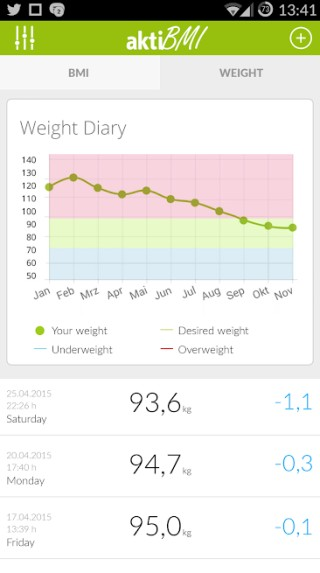 13:41
73
aktiBMI
BMI WEIGHT
Weight Diary
140
130
120
110
100
90
80
70
60
50
Jan Feb Mrz Apr Mai Jun Jul Aug Sep Okt Nov
Your weight Desired weight
Underweight Overweight
25.04.2015
22:26 h
Saturday
93,6 kg
-1,1
20.04.2015
17:40 h
Monday
94,7 kg
-0,3
17.04.2015
13:39 h
Friday
95,0 kg
-0,1